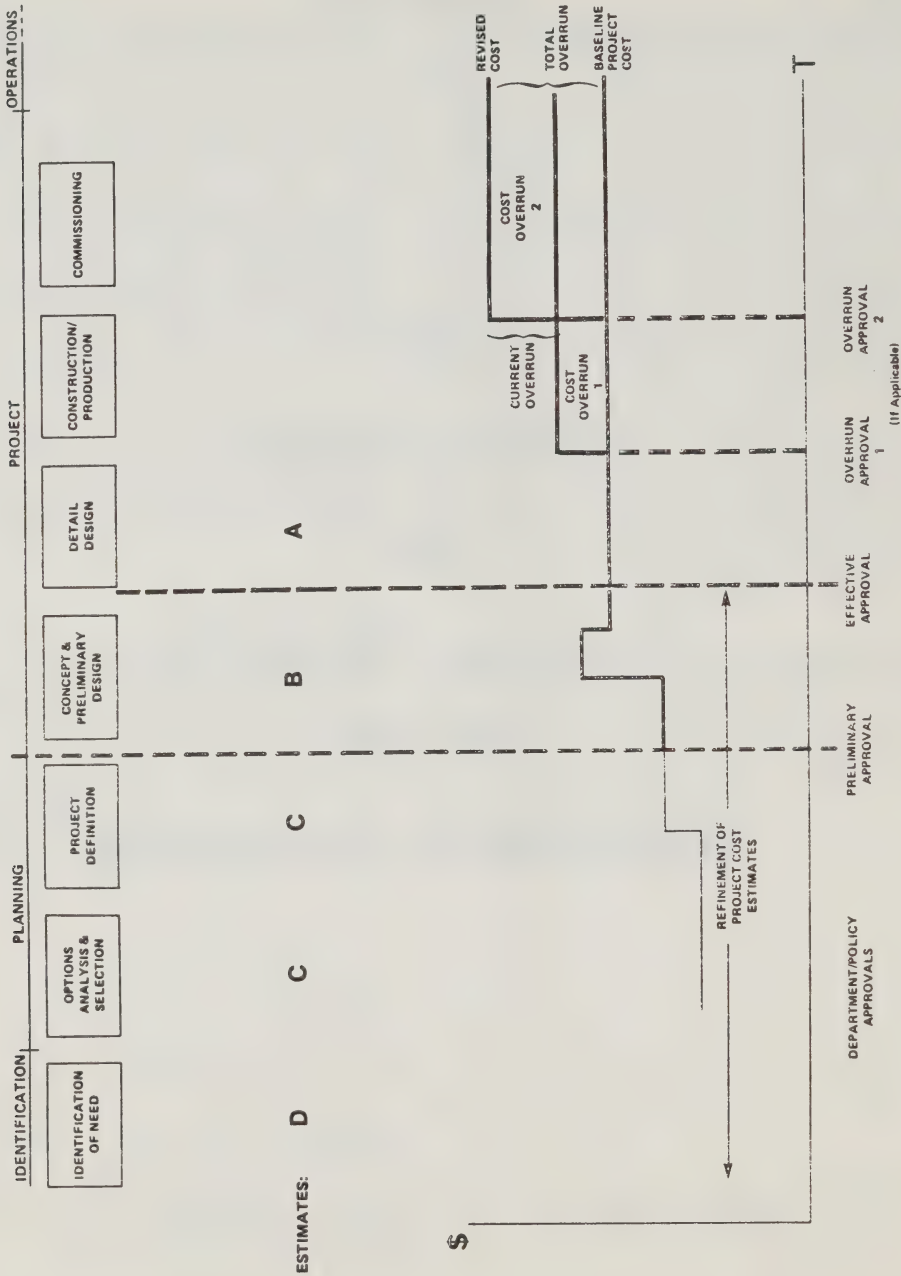 IDENTIFICATION
PLANNING
PROJECT
OPERATIONS
IDENTIFICATION
OF NEED
OPTIONS
ANALYSIS &
SELECTION
PROJECT
DEFINITION
CONCEPT &
PRELIMINARY
DESIGN
DETAIL
DESIGN
CONSTRUCTION/
PRODUCTION
COMMISSIONING
ESTIMATES:
D
C
C
B
A
$
REVISED
COST
TOTAL
OVERRUN
BASELINE
PROJECT
COST
COST
OVERRUN
2
CURRENT
OVERRUN
COST
OVERRUN
1
REFINEMENT OF
PROJECT COST
ESTIMATES
T
DEPARTMENT/POLICY
APPROVALS
PRELIMINARY
APPROVAL
EFFECTIVE
APPROVAL
OVERRUN
APPROVAL
1
OVERRUN
APPROVAL
2
(If Applicable)